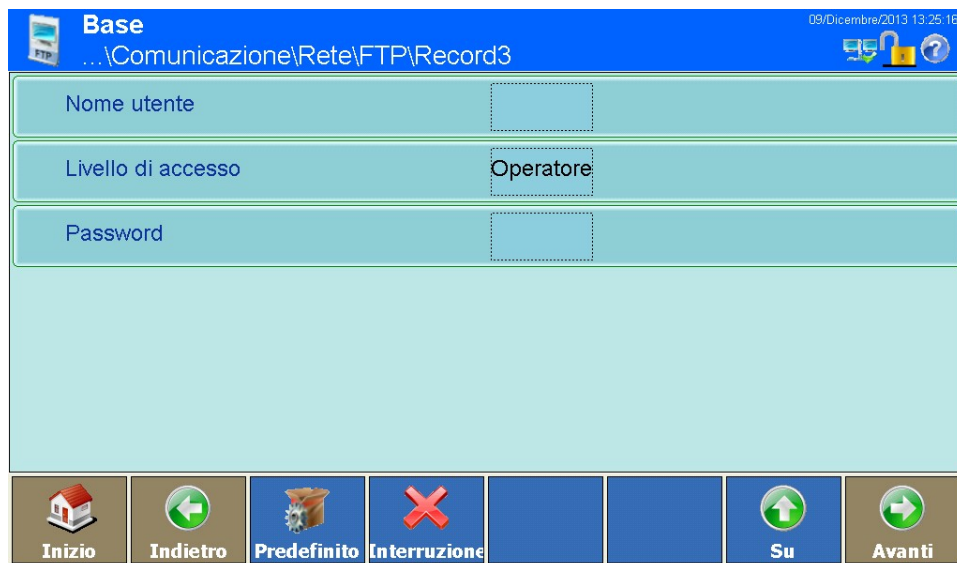 Base
09/Dicembre/2013 13:25:16
...\Comunicazione\Rete\FTP\Record3
FTP
Nome utente
Livello di accesso
Operatore
Password
Inizio
Indietro
Predefinito
Interruzione
Su
Avanti